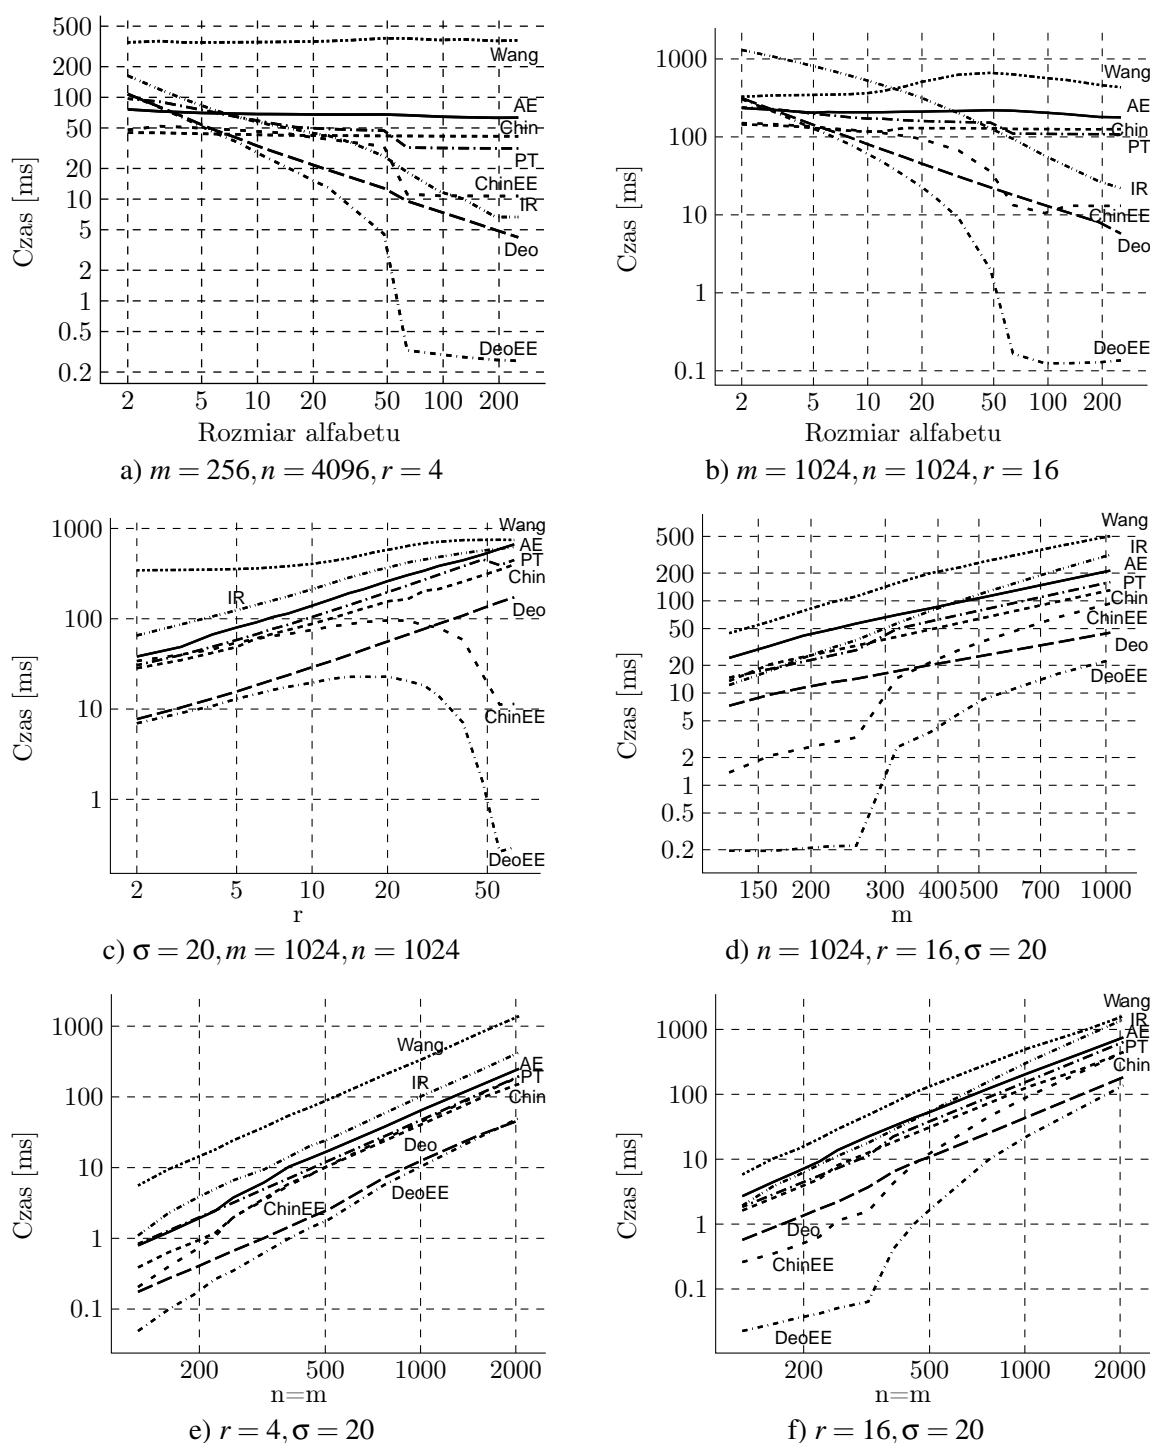 500
200
100
50
20
10
5
2
1
0.5
0.2
Czas [ms]
Wang
AE
Chin
PT
ChinEE
IR
Deo
DeoEE
2 5 10 20 50 100 200
Rozmiar alfabetu
a) m = 256, n = 4096, r = 4
1000
100
10
1
0.1
Czas [ms]
Wang
AE
Chin
PT
IR
ChinEE
Deo
DeoEE
2 5 10 20 50 100 200
Rozmiar alfabetu
b) m = 1024, n = 1024, r = 16
1000
100
10
1
Czas [ms]
Wang
AE
PT
Chin
IR
Deo
ChinEE
DeoEE
2 5 10 20 50
r
c) σ = 20, m = 1024, n = 1024
500
200
100
50
20
10
5
2
1
0.5
0.2
Czas [ms]
Wang
IR
AE
PT
Chin
ChinEE
Deo
DeoEE
150 200 300 400 500 700 1000
m
d) n = 1024, r = 16, σ = 20
1000
100
10
1
0.1
Czas [ms]
Wang
AE
PT
IR
Chin
Deo
DeoEE
ChinEE
200 500 1000 2000
n=m
e) r = 4, σ = 20
1000
100
10
1
0.1
Czas [ms]
Wang
IR
AE
PT
Chin
Deo
ChinEE
DeoEE
200 500 1000 2000
n=m
f) r = 16, σ = 20